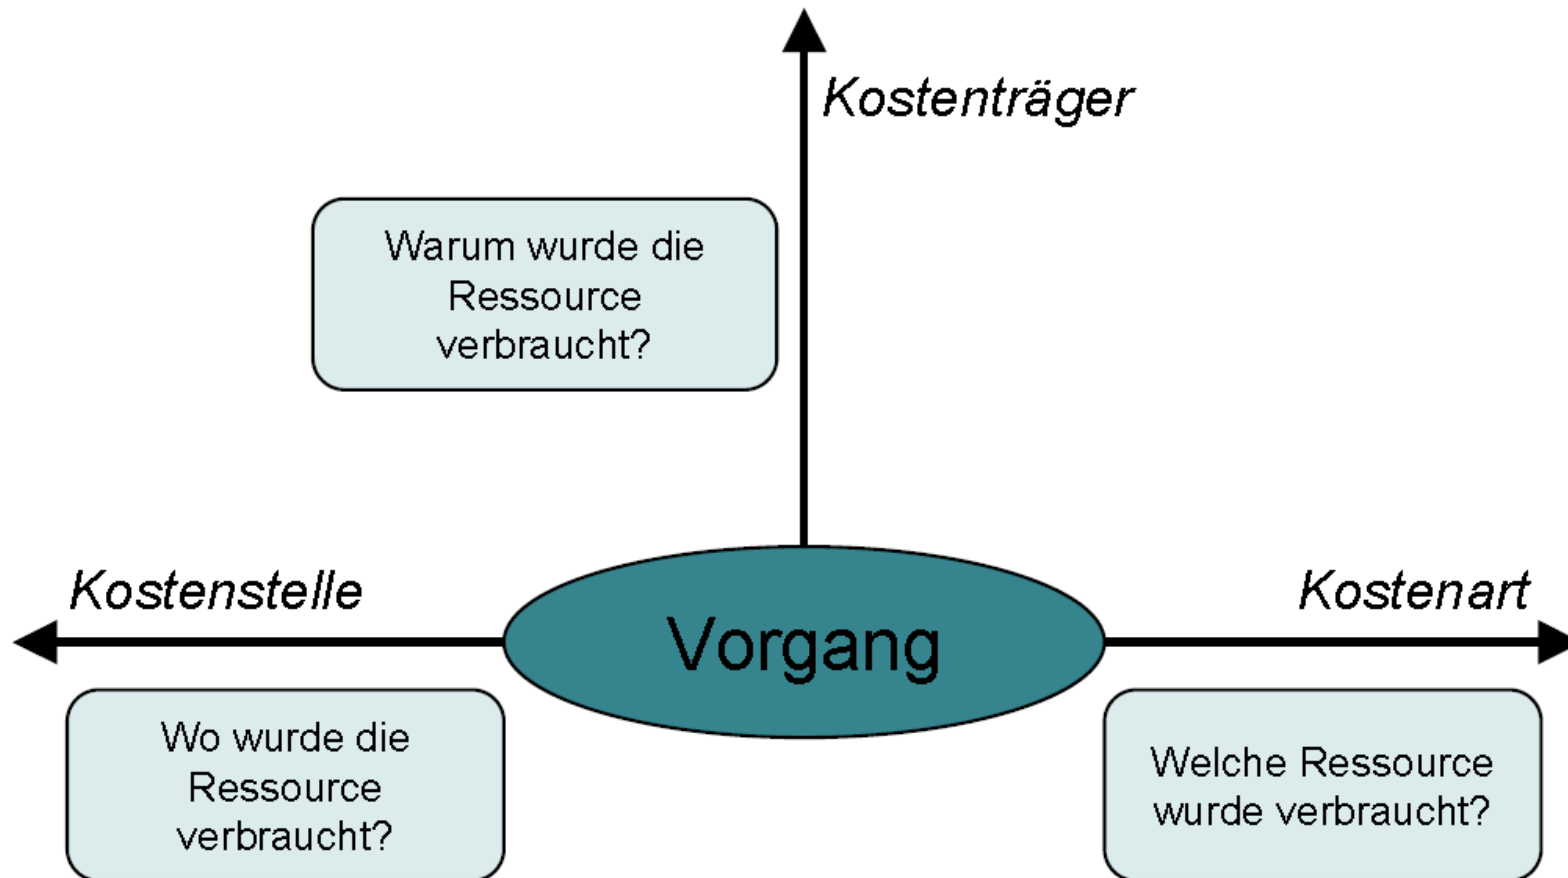 Kostenträger
Warum wurde die
Ressource
verbraucht?
Kostenstelle
Kostenart
Vorgang
Wo wurde die
Ressource
verbraucht?
Welche Ressource
wurde verbraucht?